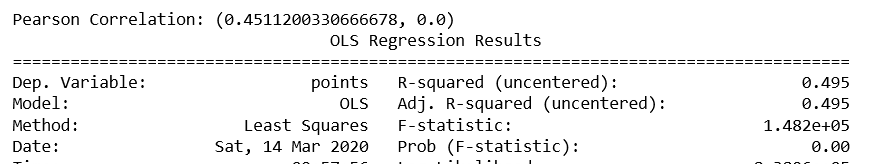 Pearson Correlation: (0.4511200330666678, 0.0)
OLS Regression Results
==============================================================================
Dep. Variable: points R-squared (uncentered): 0.495
Model: OLS Adj. R-squared (uncentered): 0.495
Method: Least Squares F-statistic: 1.482e+05
Date: Sat, 14 Mar 2020 Prob (F-statistic): 0.00